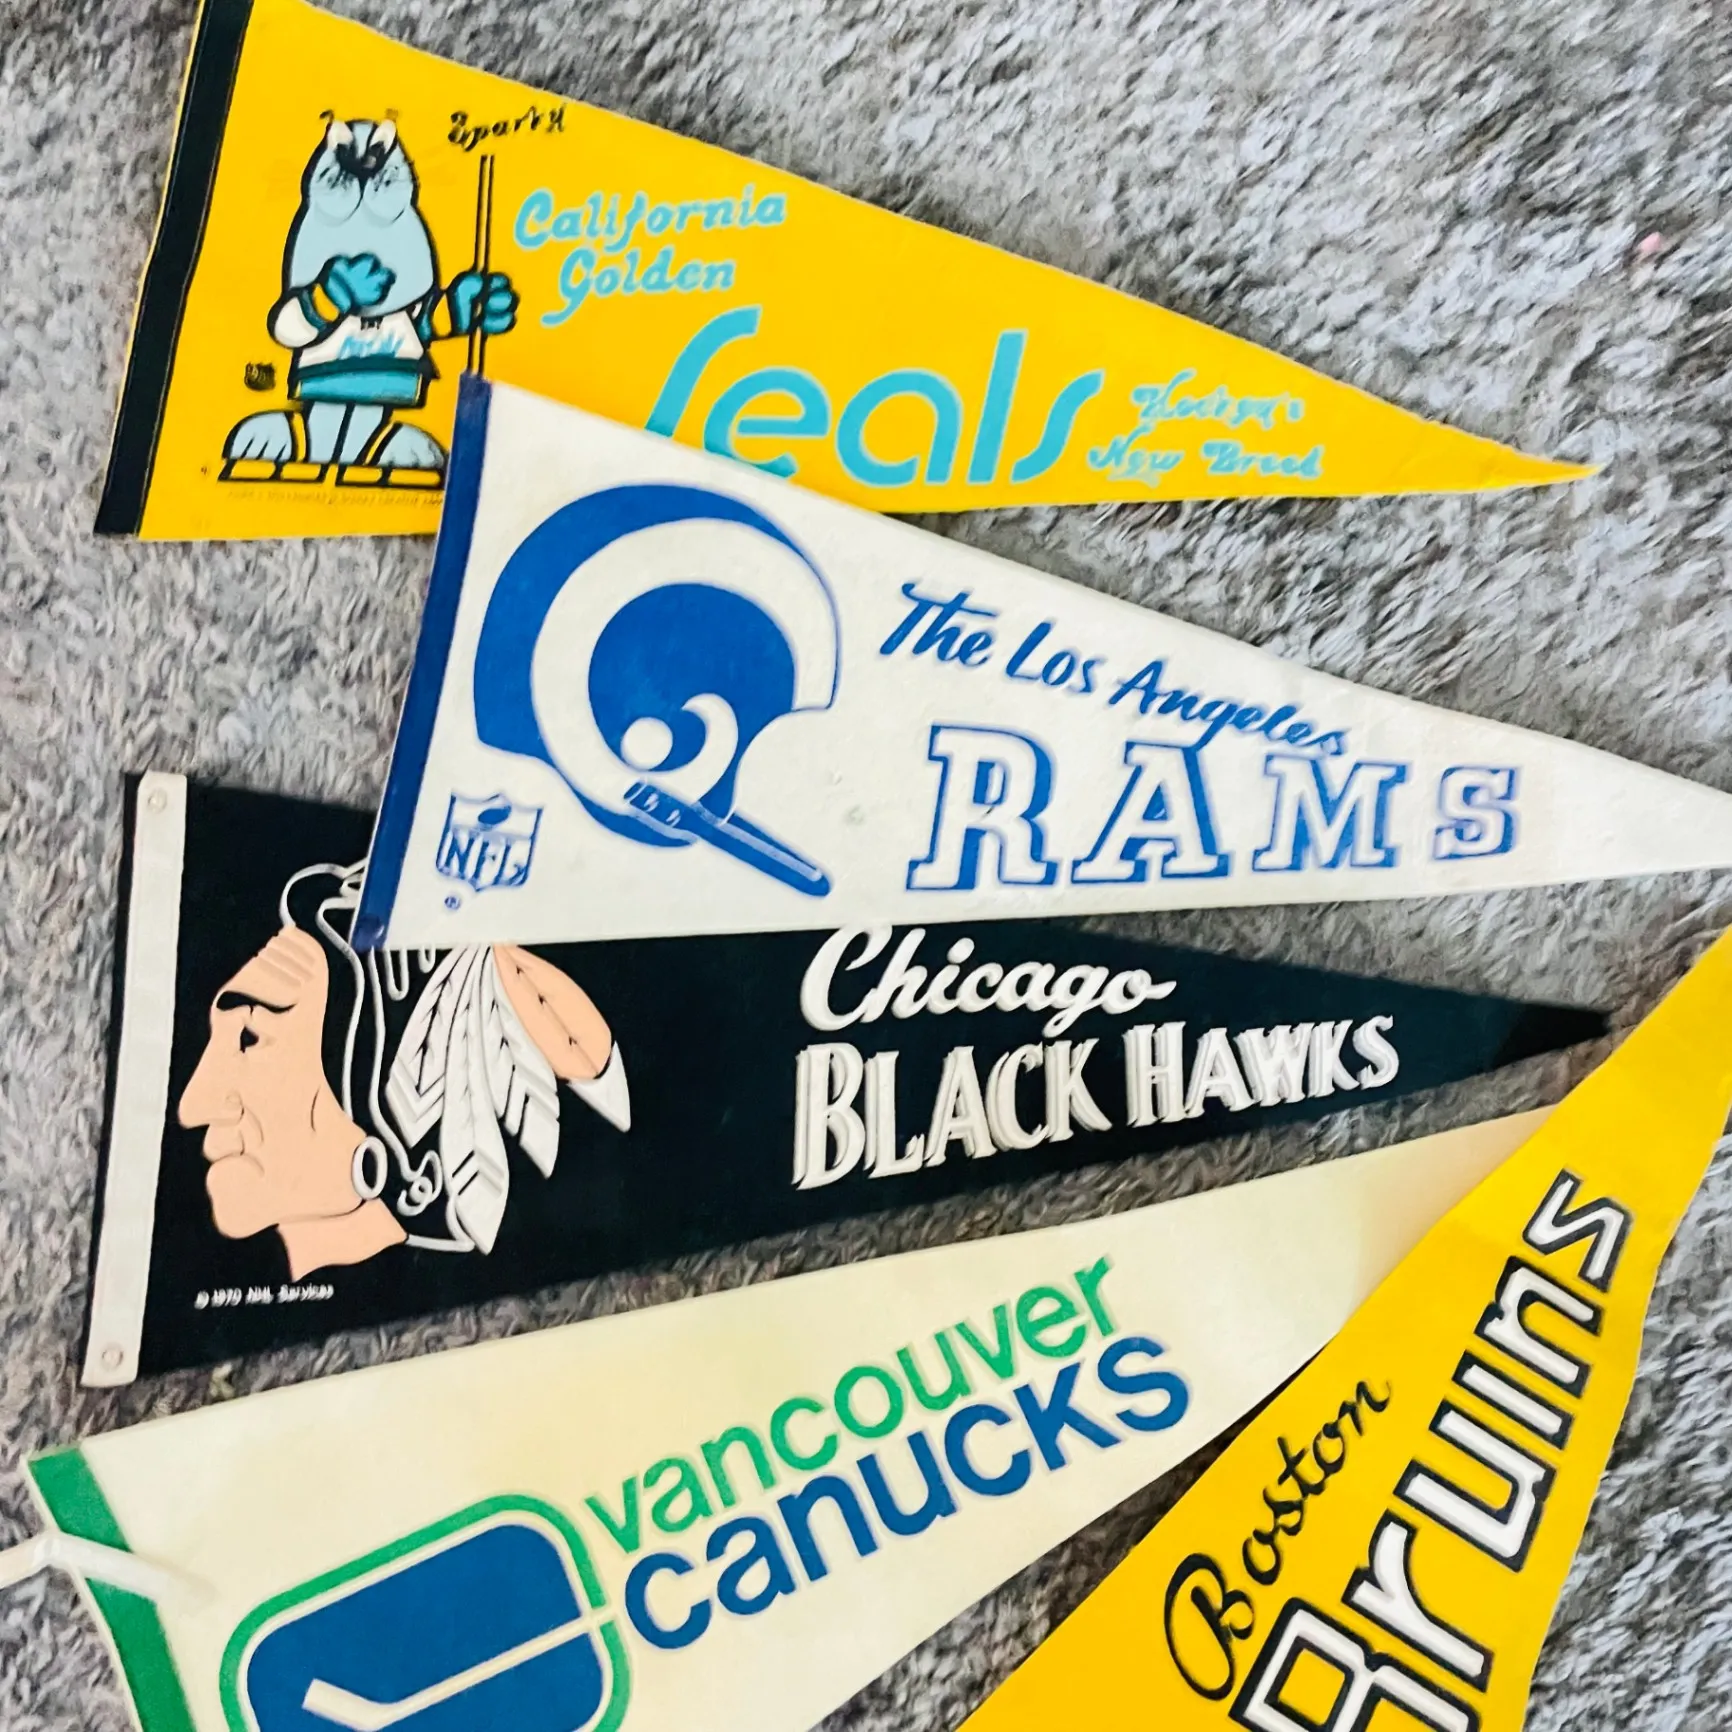 Sparky
California
Golden
Seals
Hockey's
New Breed
The Los Angeles
RAMS
NFL
Chicago
BLACK HAWKS
© 1970 NHL Services
vancouver
canucks
Boston
Bruins